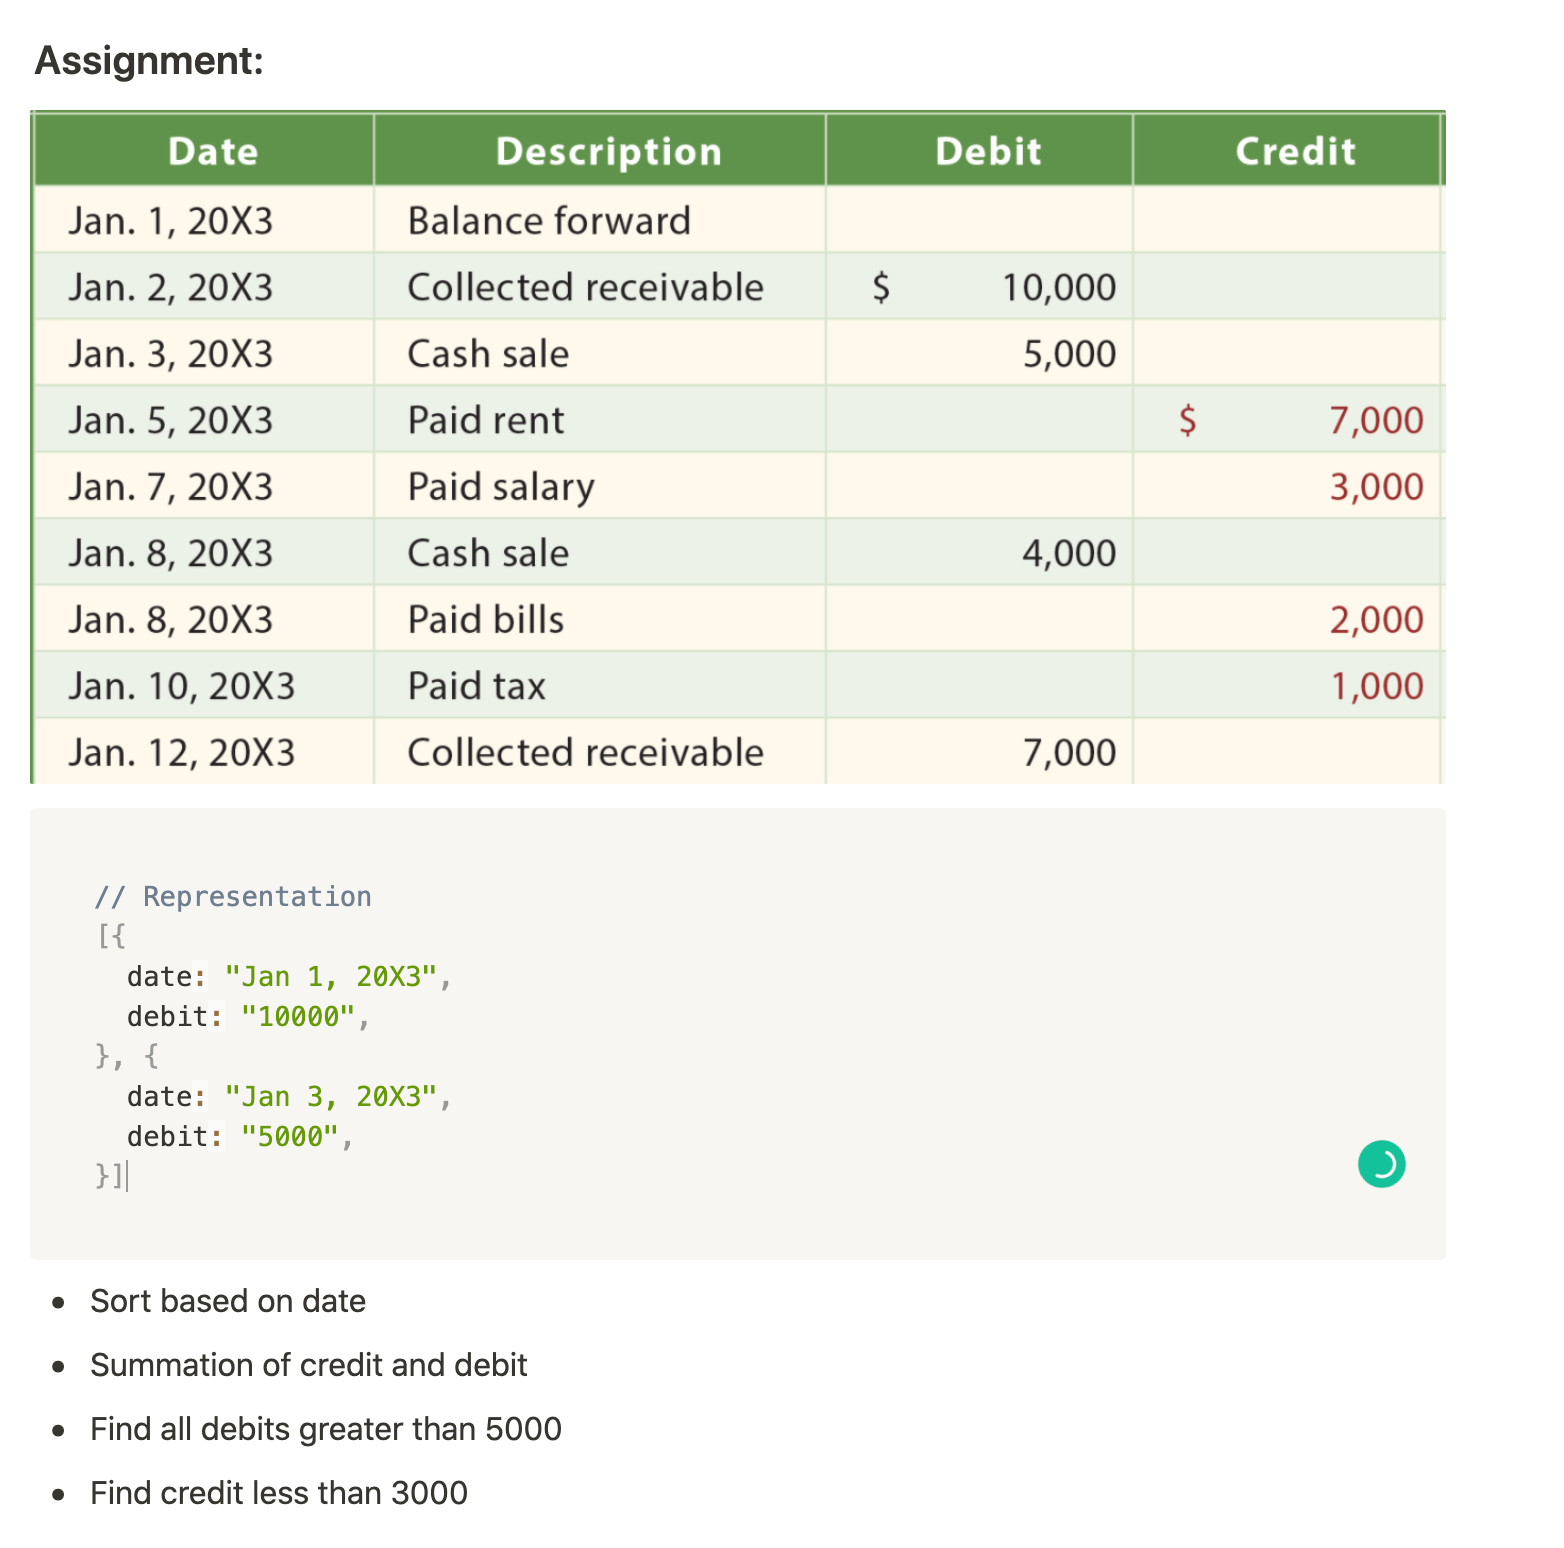 Assignment:
Date Description Debit Credit
Jan. 1, 20X3 Balance forward
Jan. 2, 20X3 Collected receivable $ 10,000
Jan. 3, 20X3 Cash sale 5,000
Jan. 5, 20X3 Paid rent $ 7,000
Jan. 7, 20X3 Paid salary 3,000
Jan. 8, 20X3 Cash sale 4,000
Jan. 8, 20X3 Paid bills 2,000
Jan. 10, 20X3 Paid tax 1,000
Jan. 12, 20X3 Collected receivable 7,000
// Representation
[{
  date: "Jan 1, 20X3",
  debit: "10000",
}, {
  date: "Jan 3, 20X3",
  debit: "5000",
}]
• Sort based on date
• Summation of credit and debit
• Find all debits greater than 5000
• Find credit less than 3000